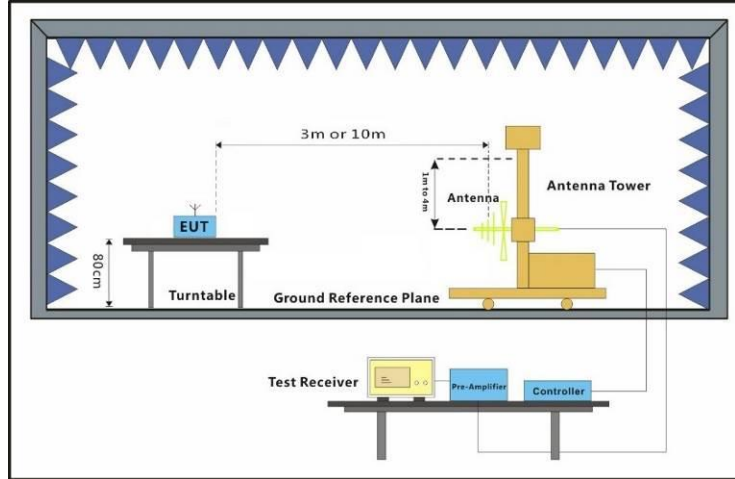 3m or 10m
1m to 4m
Antenna
Antenna Tower
EUT
80cm
Turntable
Ground Reference Plane
Test Receiver
Pre-Amplifier
Controller